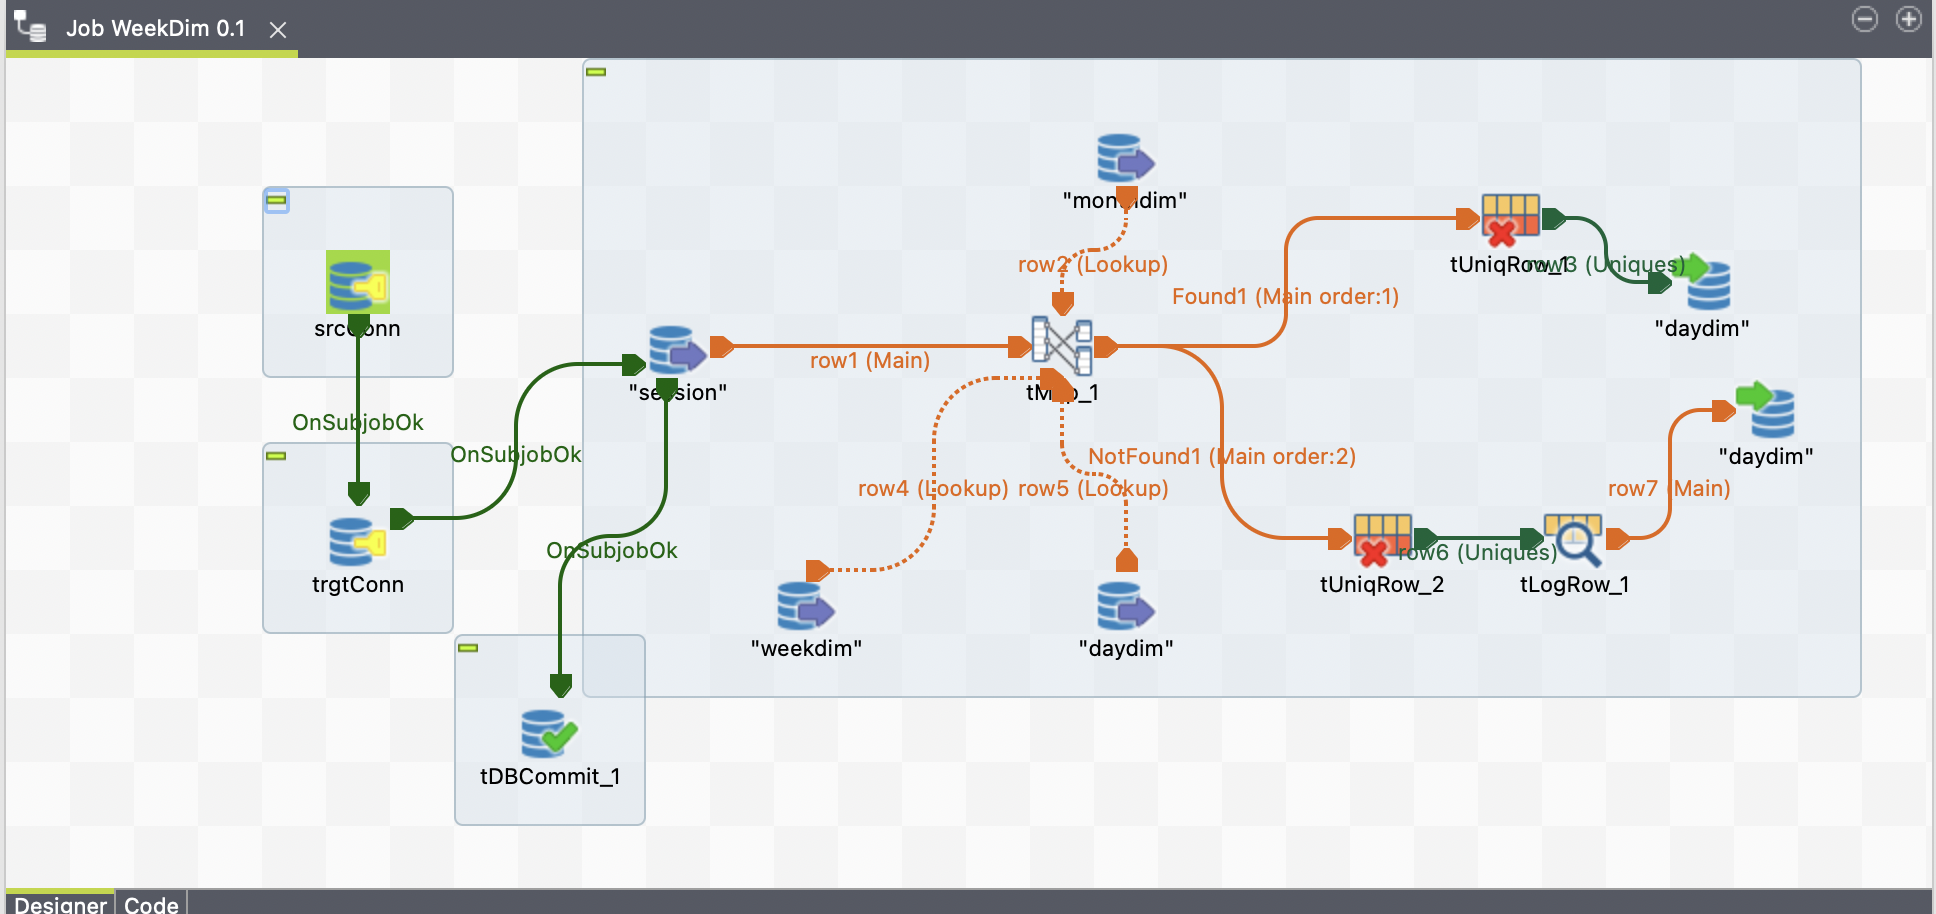 Job WeekDim 0.1
"monthdim"
row2 (Lookup)
tUniqRow_1
row3 (Uniques)
Found1 (Main order:1)
srcConn
"daydim"
row1 (Main)
"session"
tMap_1
OnSubjobOk
OnSubjobOk
NotFound1 (Main order:2)
"daydim"
row4 (Lookup)
row5 (Lookup)
row7 (Main)
OnSubjobOk
row6 (Uniques)
trgtConn
tUniqRow_2
tLogRow_1
"weekdim"
"daydim"
tDBCommit_1
Designer
Code